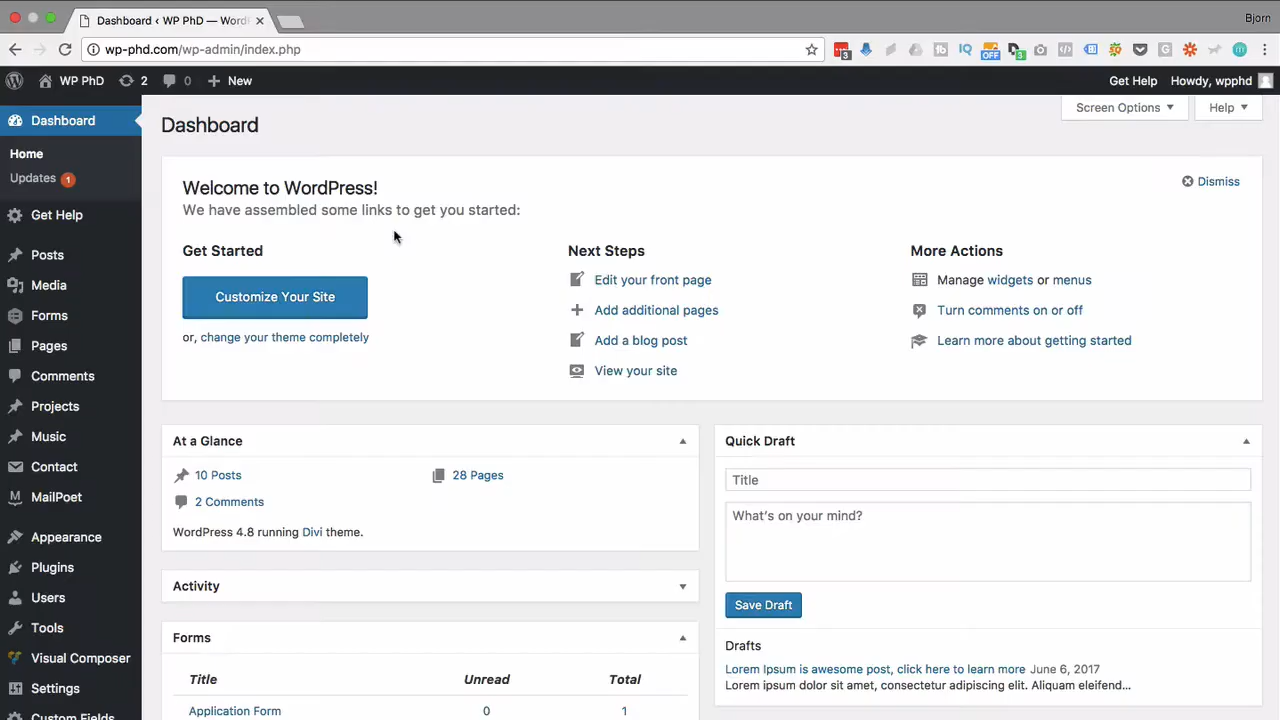 Dashboard ‹ WP PhD — Word
Bjorn
wp-phd.com/wp-admin/index.php
3
IQ
OFF
3
G
WP PhD
2
0
New
Get Help
Howdy, wpphd
Dashboard
Home
Updates 1
Get Help
Posts
Media
Forms
Pages
Comments
Projects
Music
Contact
MailPoet
Appearance
Plugins
Users
Tools
Visual Composer
Settings
Custom Fields
Dashboard
Screen Options
Help
Welcome to WordPress!
We have assembled some links to get you started:
Dismiss
Get Started
Customize Your Site
or, change your theme completely
Next Steps
Edit your front page
Add additional pages
Add a blog post
View your site
More Actions
Manage widgets or menus
Turn comments on or off
Learn more about getting started
At a Glance
10 Posts
28 Pages
2 Comments
WordPress 4.8 running Divi theme.
Activity
Forms
Title Unread Total
Application Form 0 1
Quick Draft
Title
What's on your mind?
Save Draft
Drafts
Lorem Ipsum is awesome post, click here to learn more June 6, 2017
Lorem ipsum dolor sit amet, consectetur adipiscing elit. Aliquam eleifend...